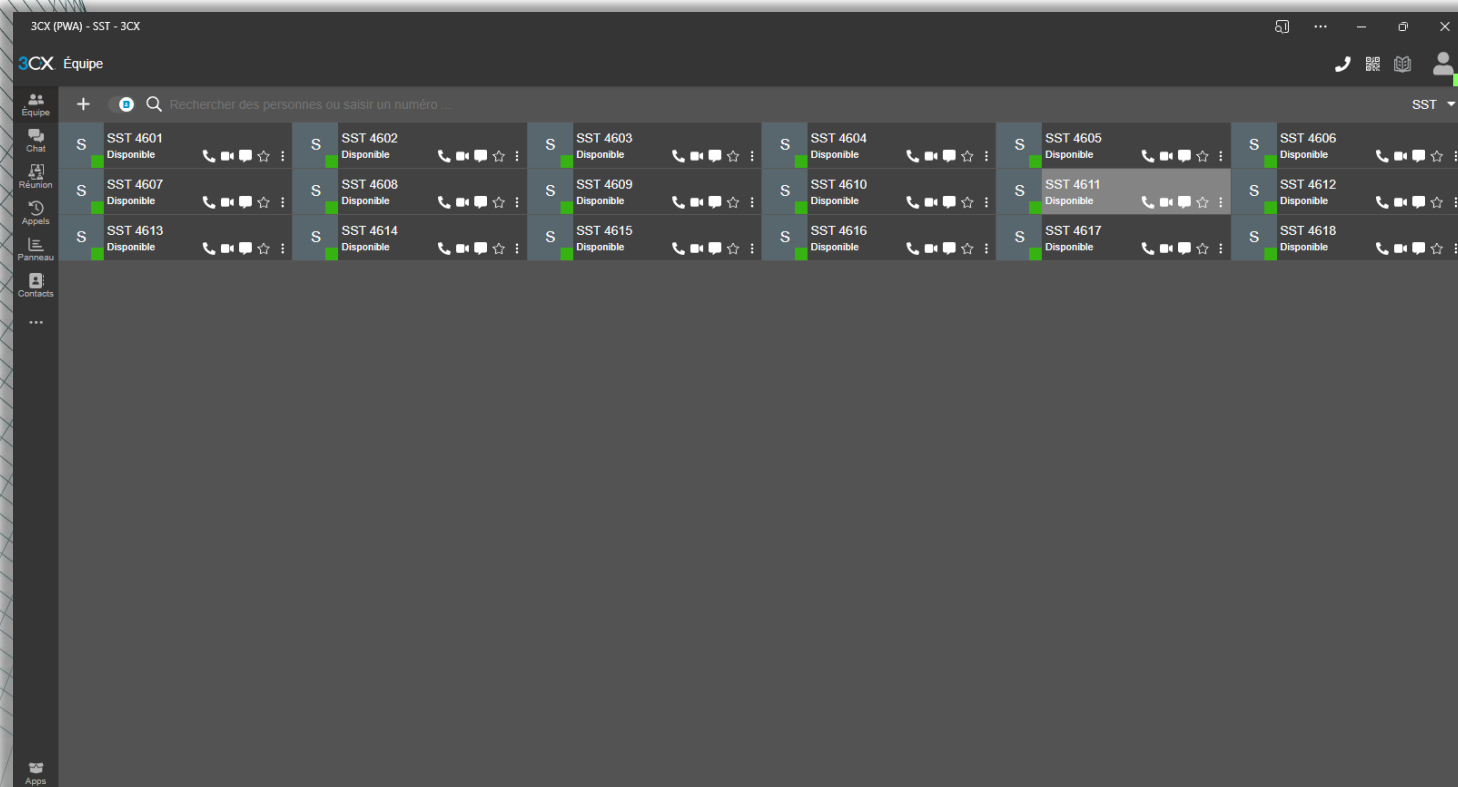 3CX (PWA) - SST - 3CX
3CX Équipe
Rechercher des personnes ou saisir un numéro ...
SST
Équipe
Chat
Réunion
Appels
Panneau
Contacts
Apps
S SST 4601 Disponible
S SST 4602 Disponible
S SST 4603 Disponible
S SST 4604 Disponible
S SST 4605 Disponible
S SST 4606 Disponible
S SST 4607 Disponible
S SST 4608 Disponible
S SST 4609 Disponible
S SST 4610 Disponible
S SST 4611 Disponible
S SST 4612 Disponible
S SST 4613 Disponible
S SST 4614 Disponible
S SST 4615 Disponible
S SST 4616 Disponible
S SST 4617 Disponible
S SST 4618 Disponible